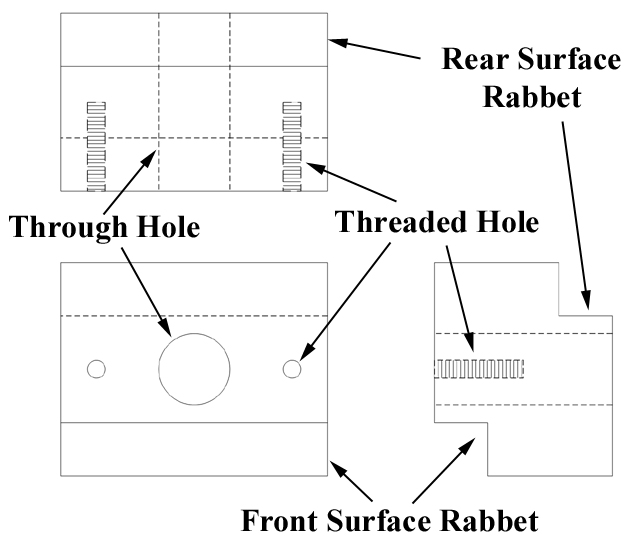 Rear Surface
Rabbet
Through Hole
Threaded Hole
Front Surface Rabbet